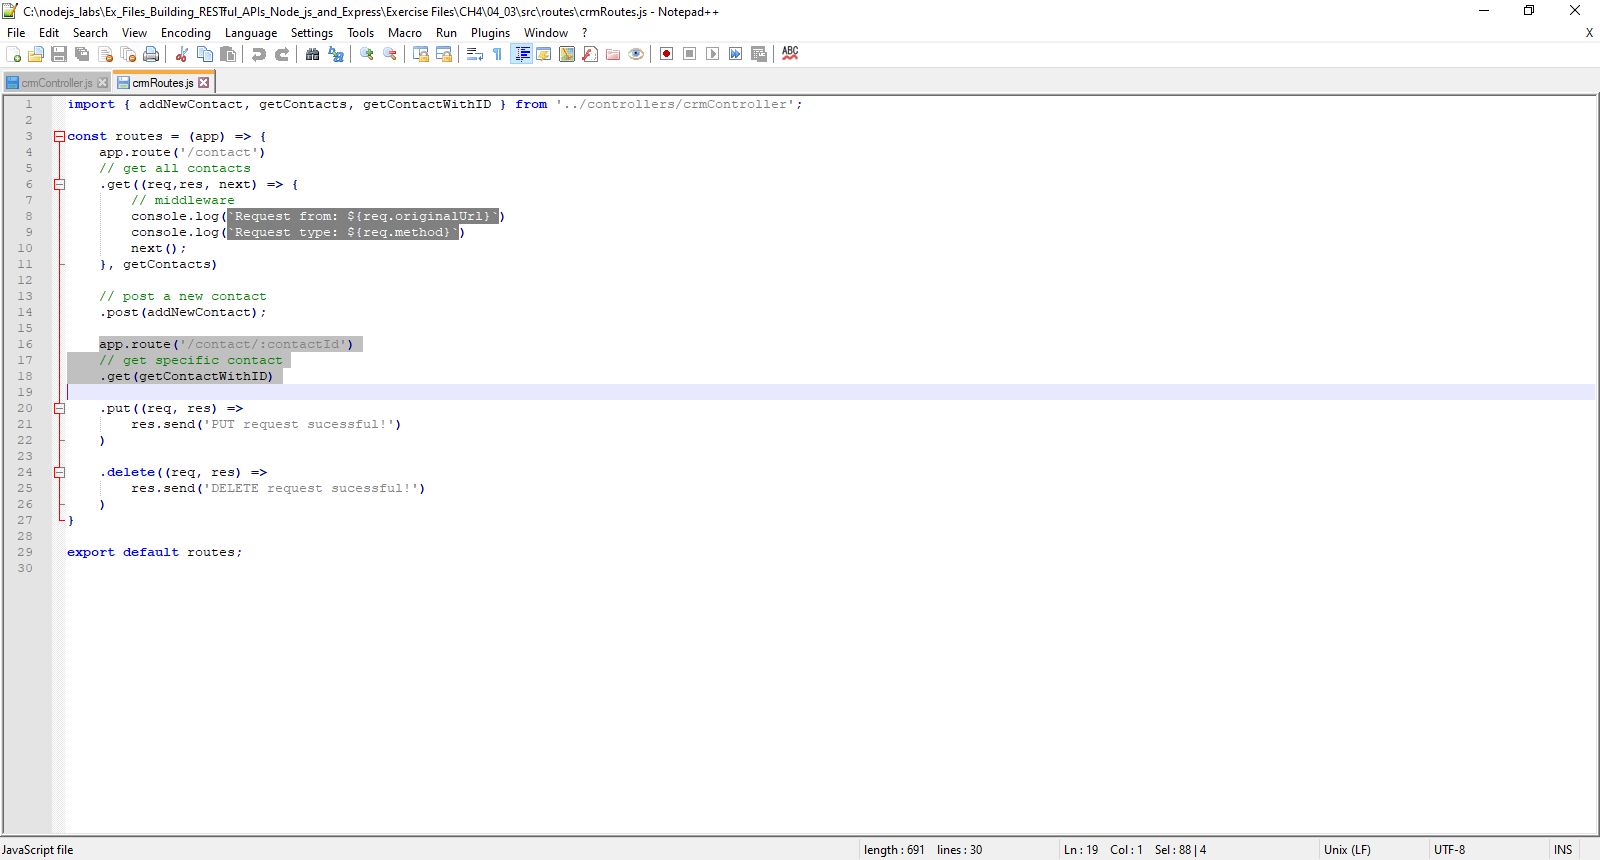 C:\nodejs_labs\Ex_Files_Building_RESTful_APIs_Node_js_and_Express\Exercise Files\CH4\04_03\src\routes\crmRoutes.js - Notepad++
File Edit Search View Encoding Language Settings Tools Macro Run Plugins Window ? X
ABC
crmController.js crmRoutes.js
1 import { addNewContact, getContacts, getContactWithID } from '../controllers/crmController';
2
3 const routes = (app) => {
4     app.route('/contact')
5     // get all contacts
6     .get((req,res, next) => {
7         // middleware
8         console.log(`Request from: ${req.originalUrl}`)
9         console.log(`Request type: ${req.method}`)
10         next();
11     }, getContacts)
12
13     // post a new contact
14     .post(addNewContact);
15
16     app.route('/contact/:contactId')
17     // get specific contact
18     .get(getContactWithID)
19
20     .put((req, res) =>
21         res.send('PUT request sucessful!')
22     )
23
24     .delete((req, res) =>
25         res.send('DELETE request sucessful!')
26     )
27 }
28
29 export default routes;
30
JavaScript file length : 691 lines : 30 Ln : 19 Col : 1 Sel : 88 | 4 Unix (LF) UTF-8 INS